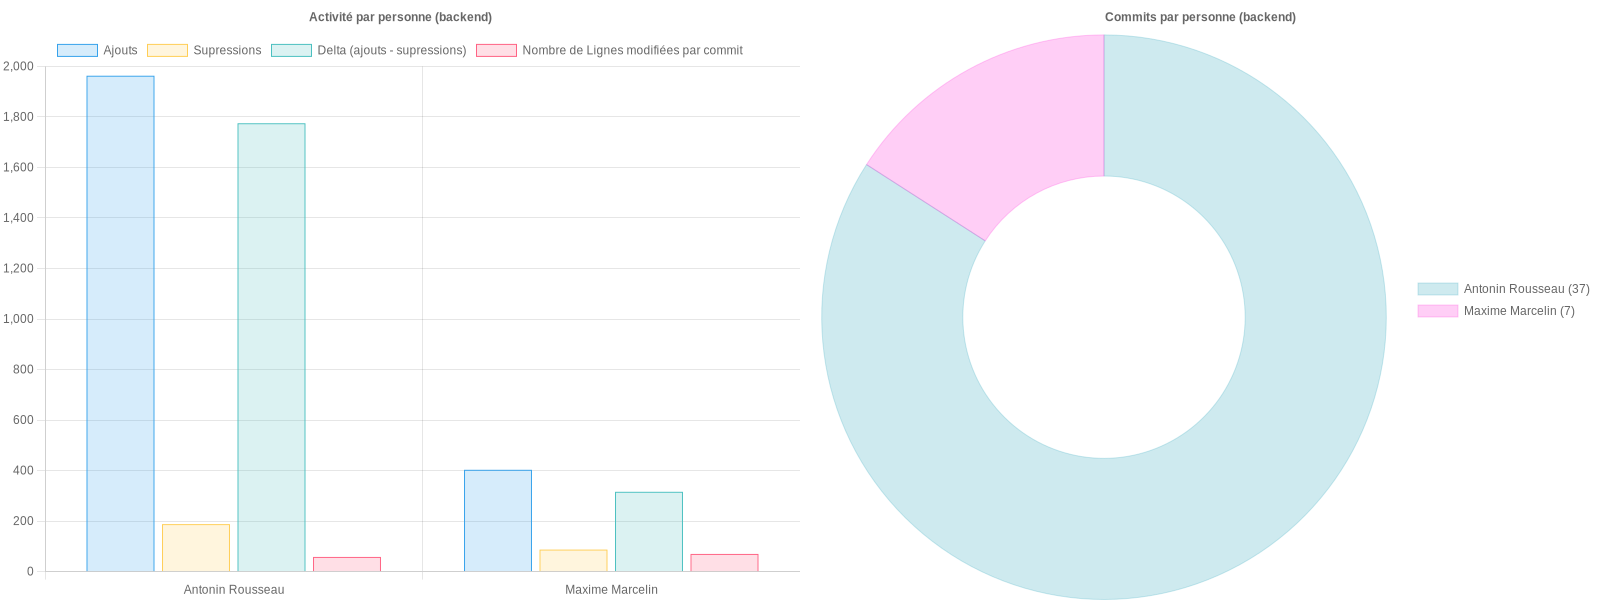 Activité par personne (backend)
Ajouts Supressions Delta (ajouts - supressions) Nombre de Lignes modifiées par commit
2,000
1,800
1,600
1,400
1,200
1,000
800
600
400
200
0
Antonin Rousseau Maxime Marcelin
Commits par personne (backend)
Antonin Rousseau (37)
Maxime Marcelin (7)